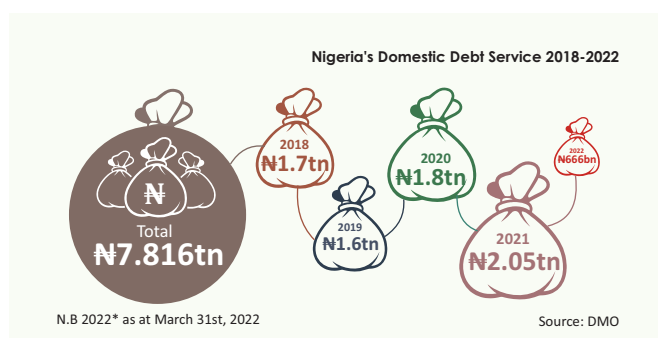 Nigeria's Domestic Debt Service 2018-2022
₦
Total
₦7.816tn
2018
₦1.7tn
2019
₦1.6tn
2020
₦1.8tn
2021
₦2.05tn
2022
₦666bn
N.B 2022* as at March 31st, 2022
Source: DMO